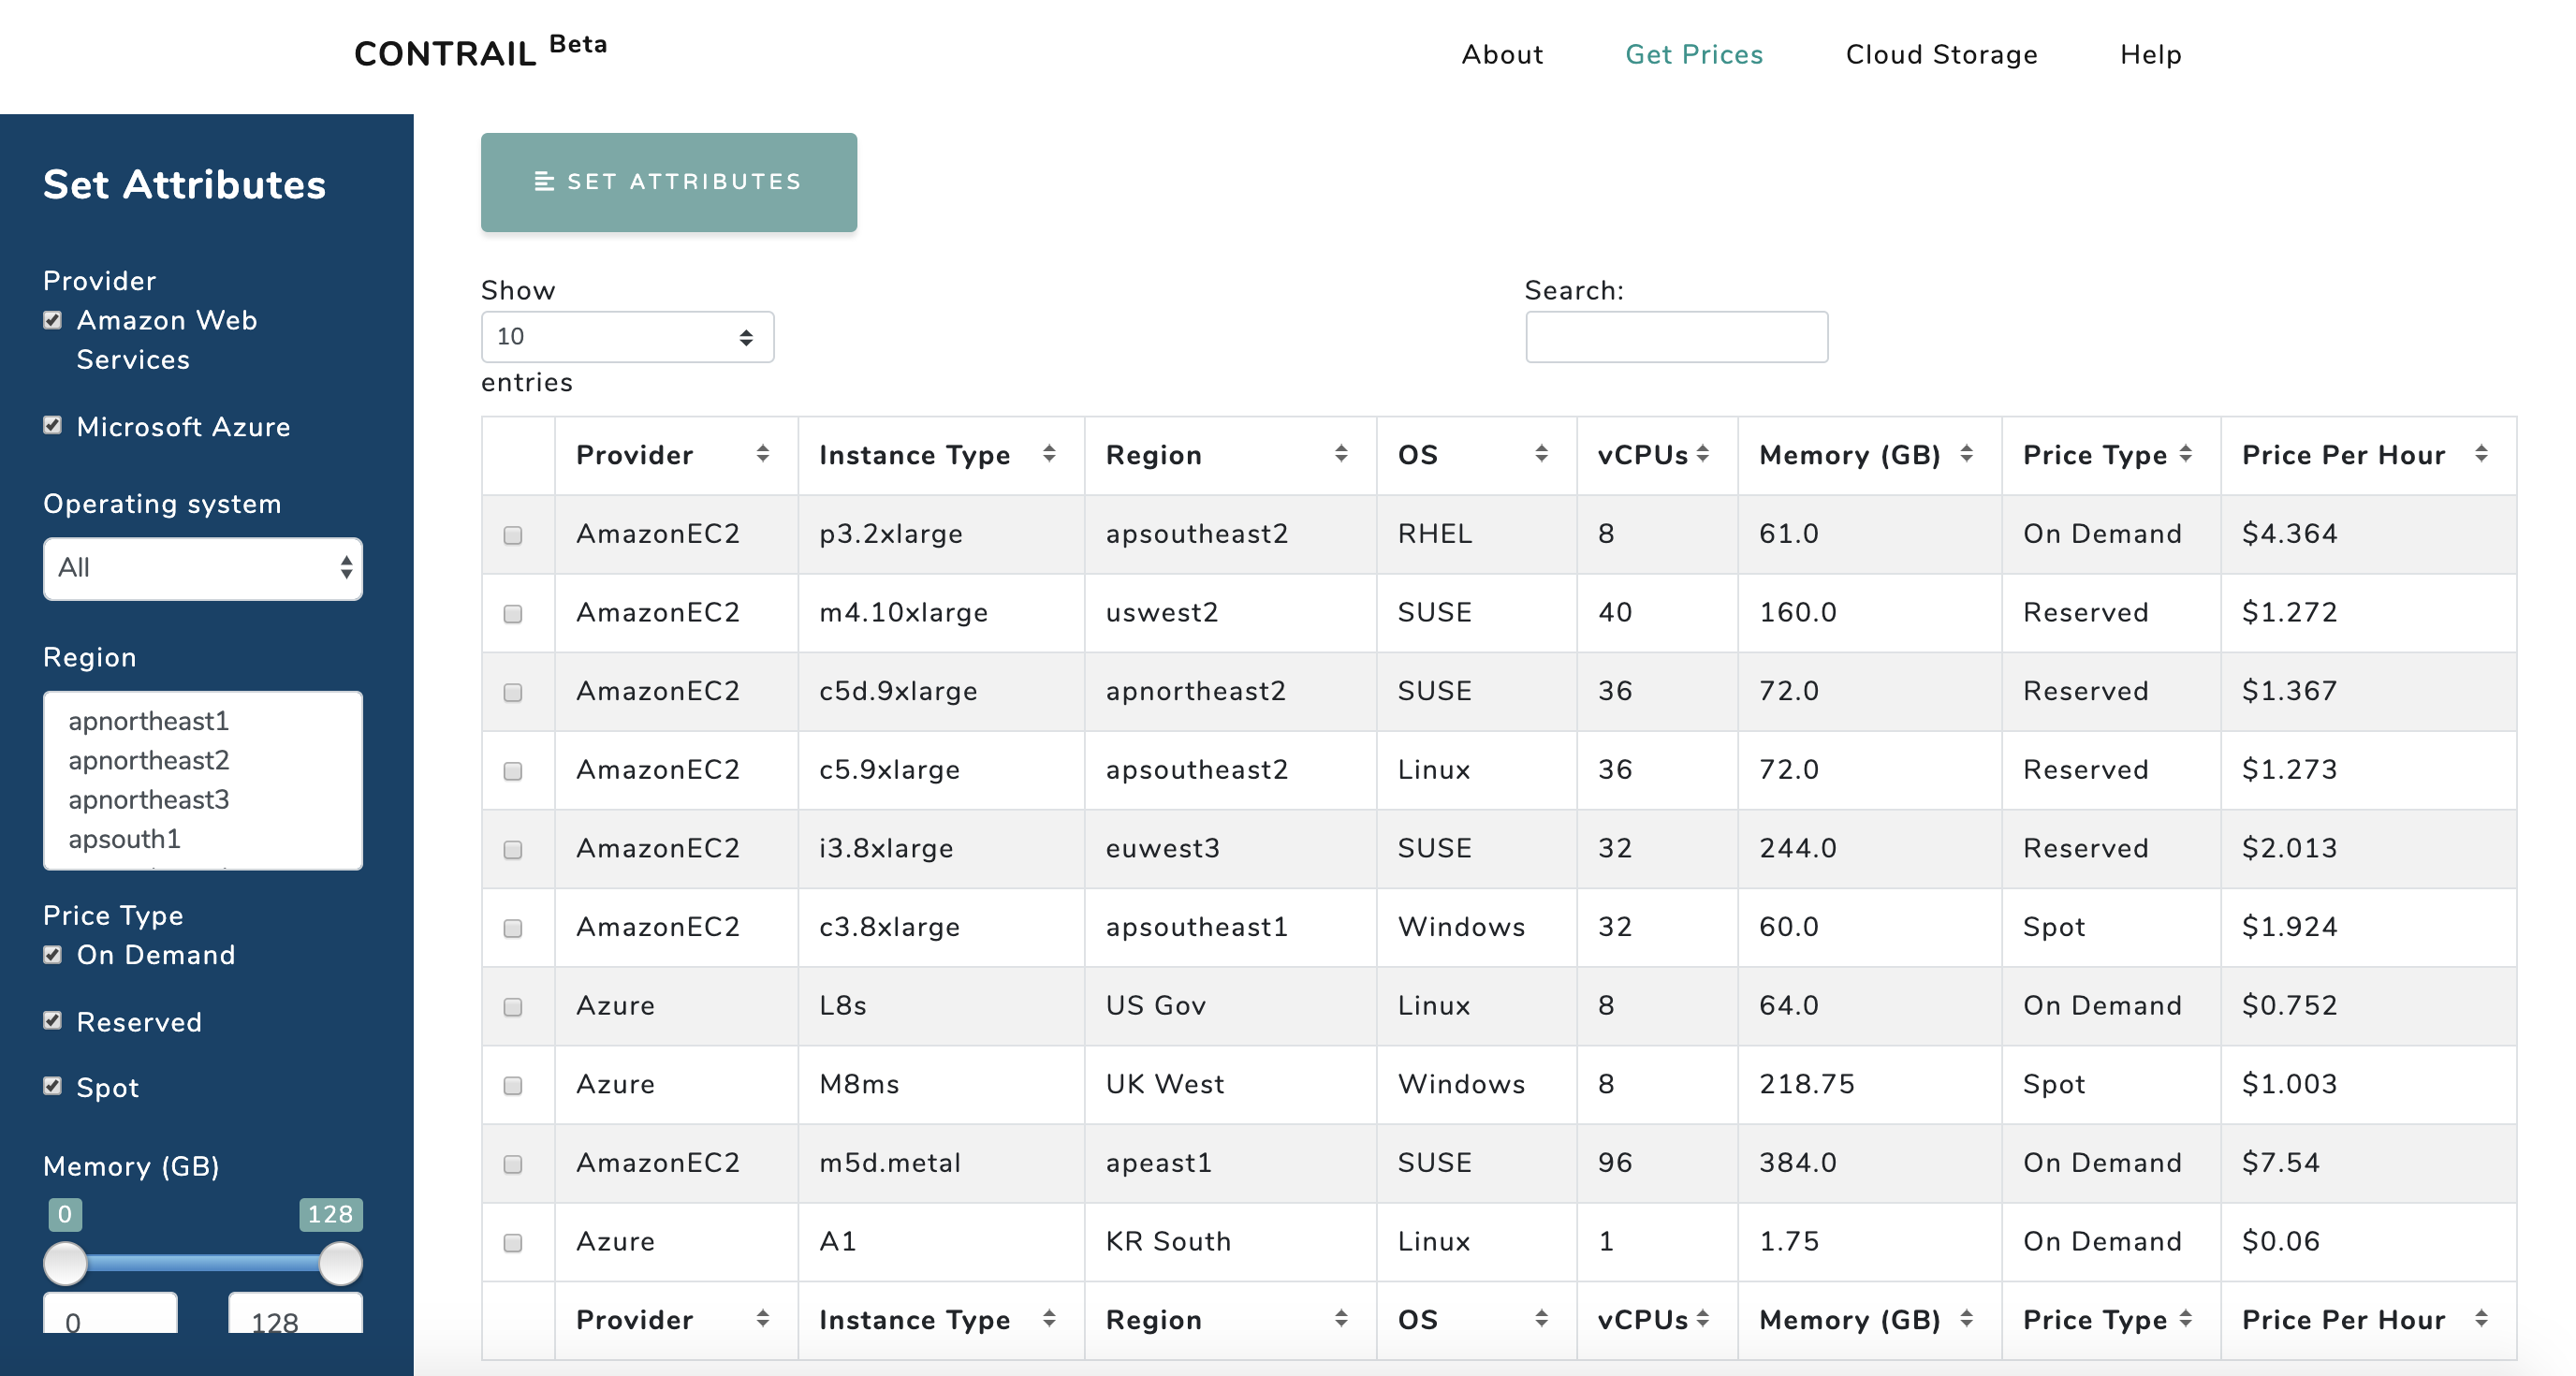 CONTRAIL Beta
About Get Prices Cloud Storage Help
Set Attributes
Provider
Amazon Web
Services
Microsoft Azure
Operating system
All
Region
apnortheast1
apnortheast2
apnortheast3
apsouth1
Price Type
On Demand
Reserved
Spot
Memory (GB)
0 128
0 128
SET ATTRIBUTES
Show
10
entries
Search:
Provider Instance Type Region OS vCPUs Memory (GB) Price Type Price Per Hour
AmazonEC2 p3.2xlarge apsoutheast2 RHEL 8 61.0 On Demand $4.364
AmazonEC2 m4.10xlarge uswest2 SUSE 40 160.0 Reserved $1.272
AmazonEC2 c5d.9xlarge apnortheast2 SUSE 36 72.0 Reserved $1.367
AmazonEC2 c5.9xlarge apsoutheast2 Linux 36 72.0 Reserved $1.273
AmazonEC2 i3.8xlarge euwest3 SUSE 32 244.0 Reserved $2.013
AmazonEC2 c3.8xlarge apsoutheast1 Windows 32 60.0 Spot $1.924
Azure L8s US Gov Linux 8 64.0 On Demand $0.752
Azure M8ms UK West Windows 8 218.75 Spot $1.003
AmazonEC2 m5d.metal apeast1 SUSE 96 384.0 On Demand $7.54
Azure A1 KR South Linux 1 1.75 On Demand $0.06
Provider Instance Type Region OS vCPUs Memory (GB) Price Type Price Per Hour